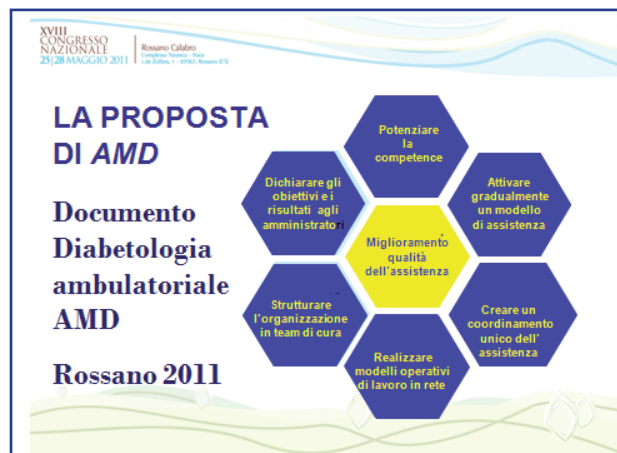 XVIII
CONGRESSO
NAZIONALE
25|28 MAGGIO 2011
Rossano Calabro
LA PROPOSTA
DI AMD
Documento
Diabetologia
ambulatoriale
AMD
Rossano 2011
Potenziare
la
competence
Dichiarare gli
obiettivi e i
risultati agli
amministratori
Attivare
gradualmente
un modello
di assistenza
Miglioramento
qualità
dell'assistenza
Strutturare
l'organizzazione
in team di cura
Creare un
coordinamento
unico dell'
assistenza
Realizzare
modelli operativi
di lavoro in rete